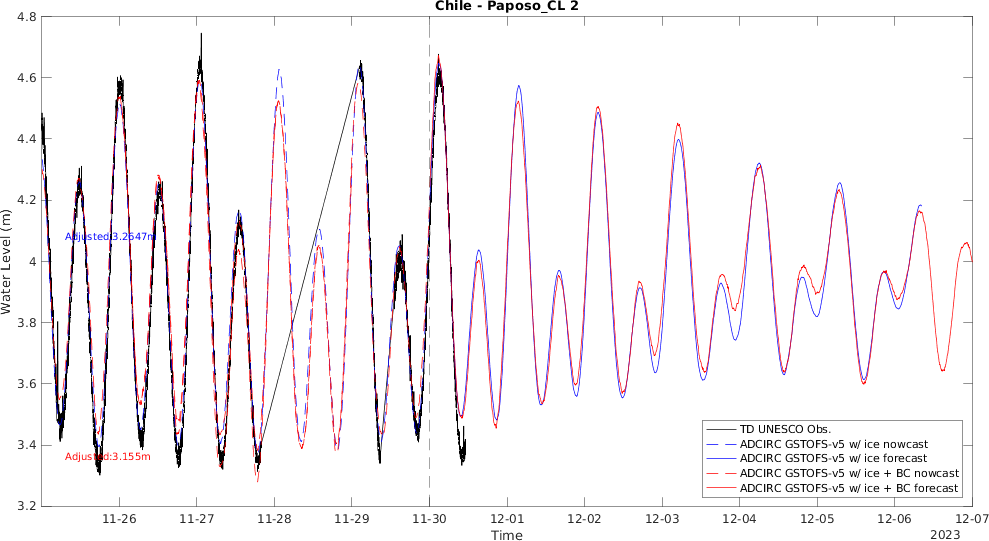 Chile - Paposo_CL 2
4.8
4.6
4.4
4.2
4
3.8
3.6
3.4
3.2
Water Level (m)
Adjusted:3.2647m
Adjusted:3.155m
TD UNESCO Obs.
ADCIRC GSTOFS-v5 w/ ice nowcast
ADCIRC GSTOFS-v5 w/ ice forecast
ADCIRC GSTOFS-v5 w/ ice + BC nowcast
ADCIRC GSTOFS-v5 w/ ice + BC forecast
11-26 11-27 11-28 11-29 11-30 12-01 12-02 12-03 12-04 12-05 12-06 12-07
Time
2023